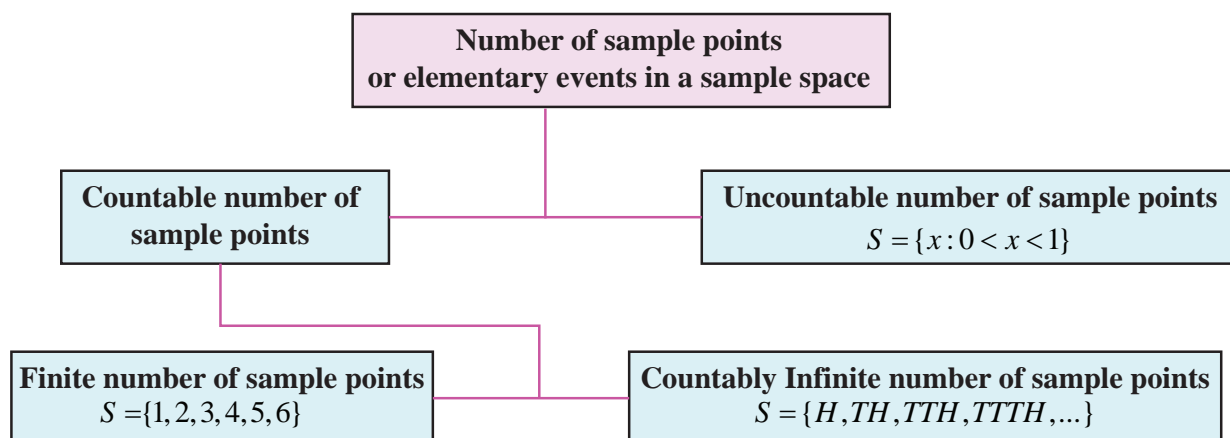 Number of sample points
or elementary events in a sample space
Countable number of
sample points
Uncountable number of sample points
S = {x : 0 < x < 1}
Finite number of sample points
S = {1, 2, 3, 4, 5, 6}
Countably Infinite number of sample points
S = {H, TH, TTH, TTTH, ...}